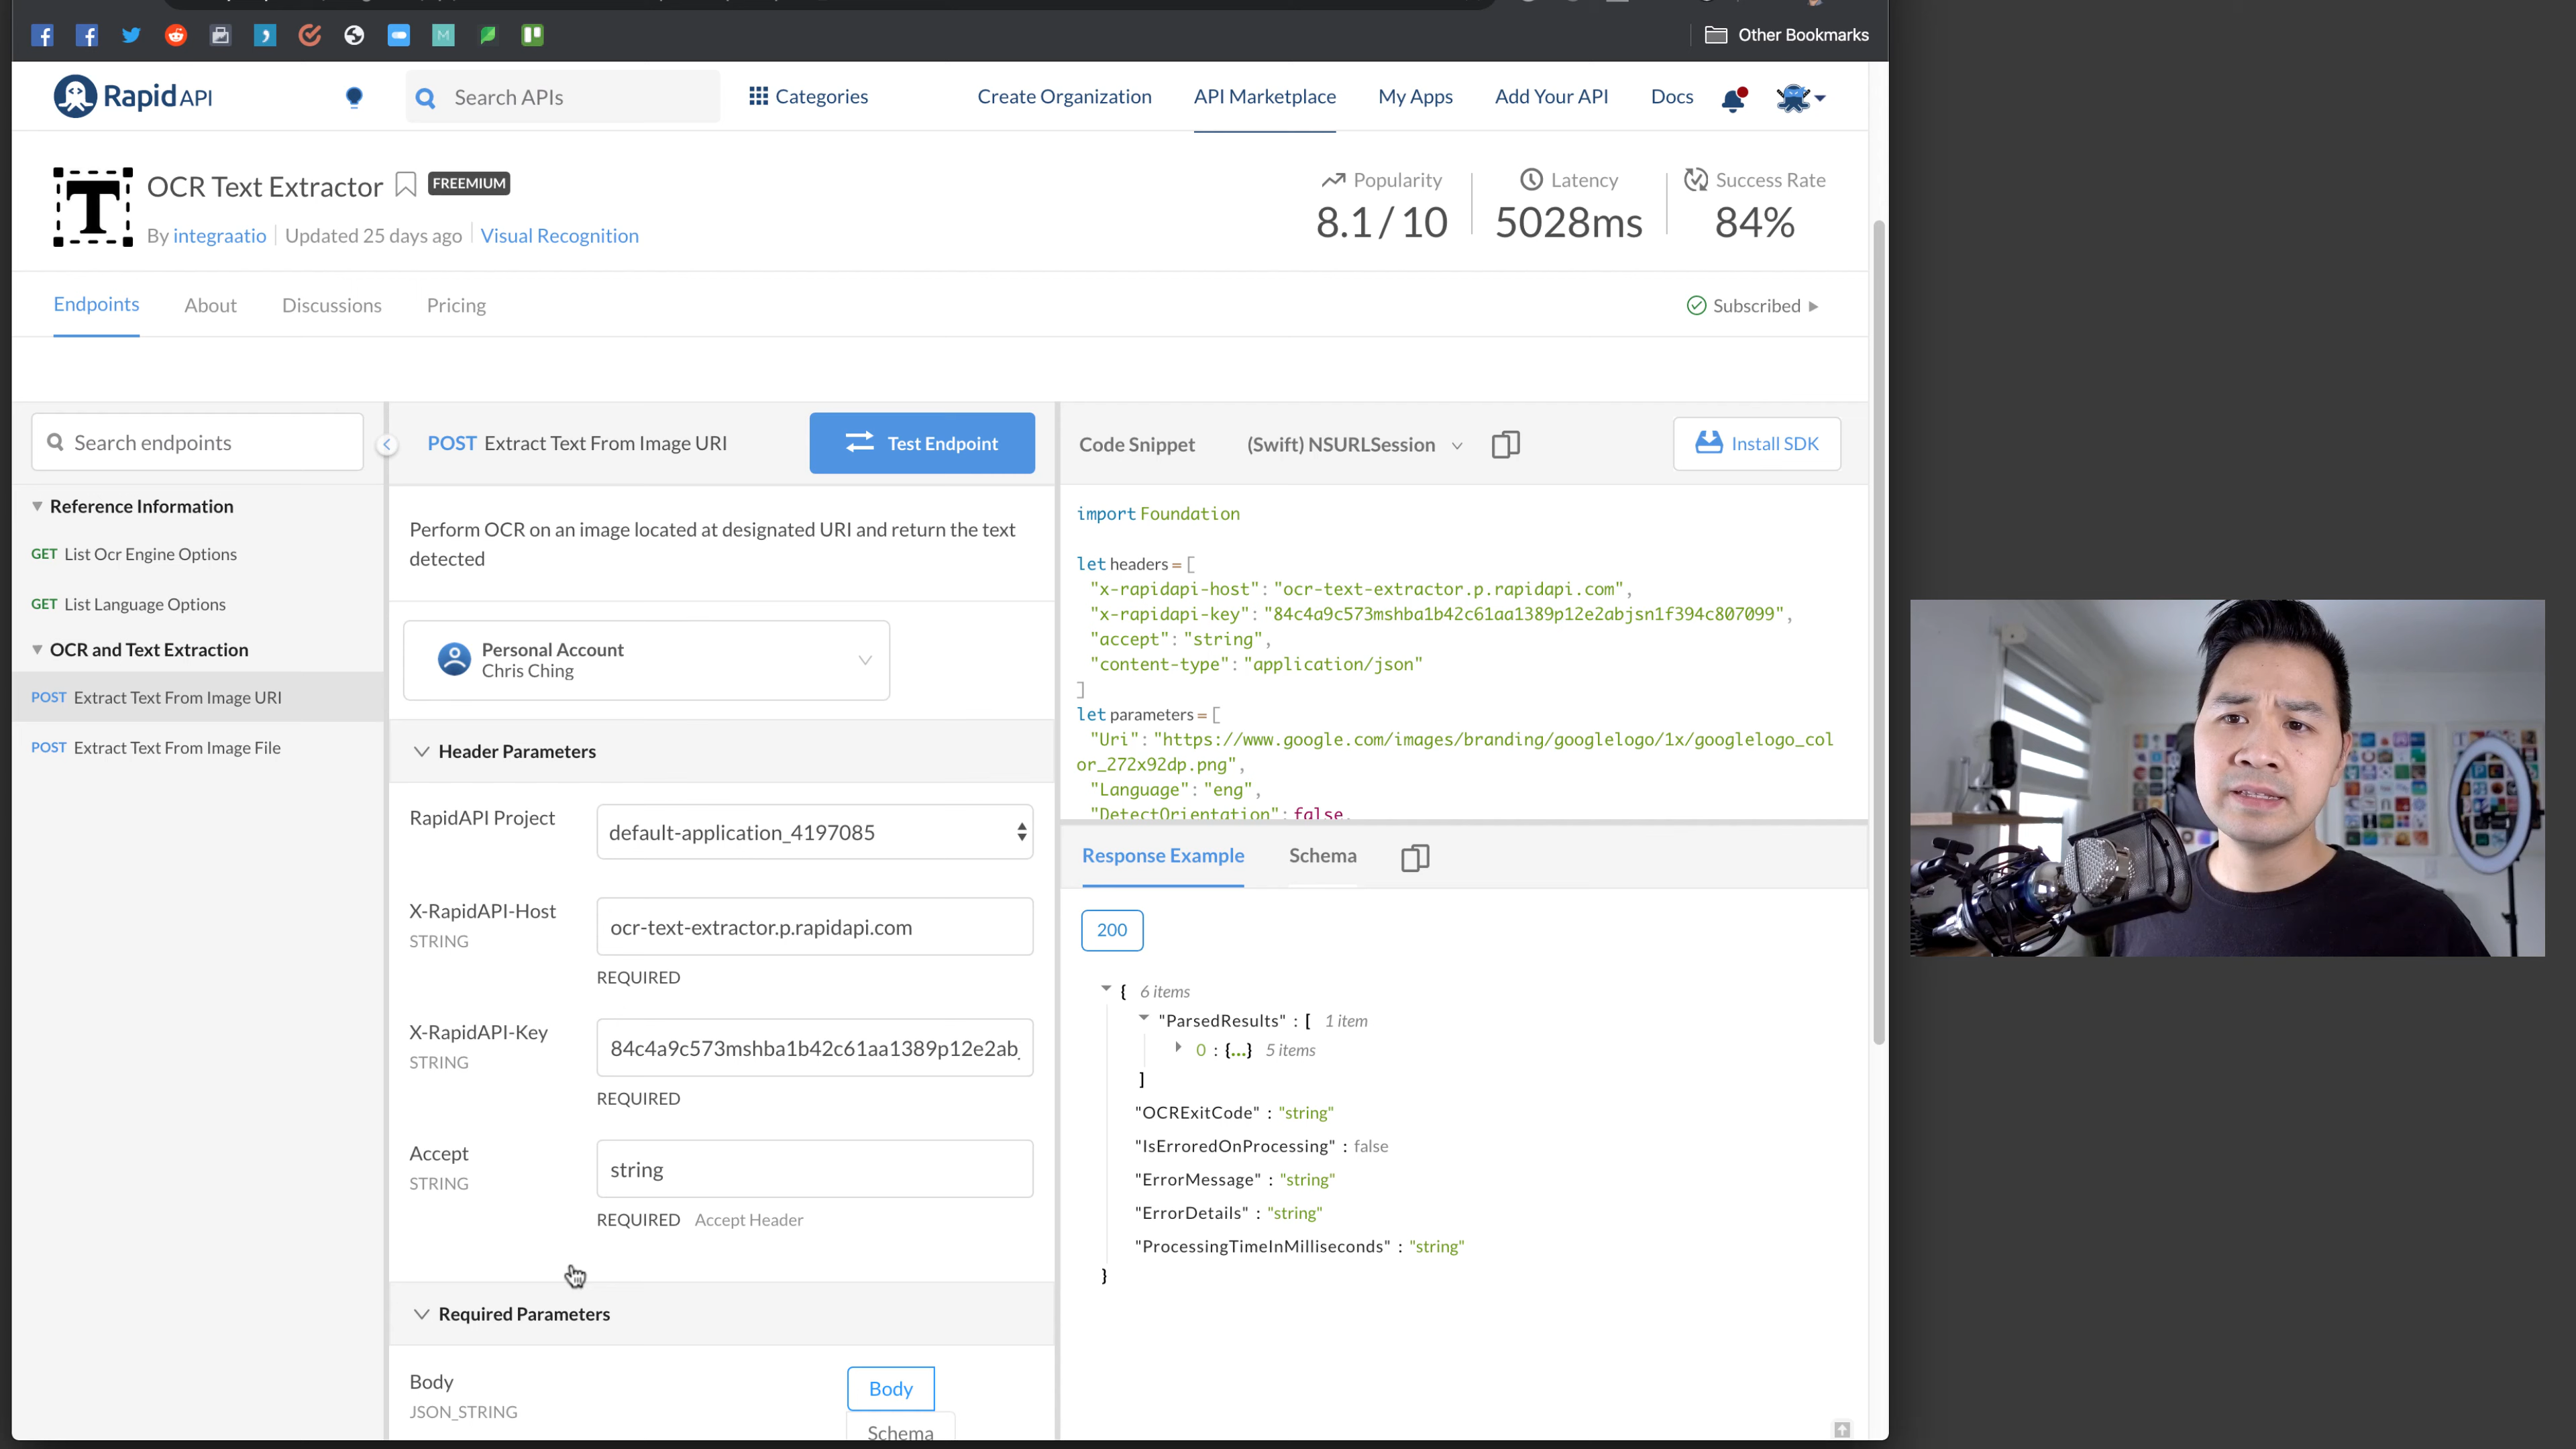 Other Bookmarks
Rapid API
Search APIs
Categories
Create Organization
API Marketplace
My Apps
Add Your API
Docs
T
OCR Text Extractor
FREEMIUM
By integraatio
Updated 25 days ago
Visual Recognition
Popularity
8.1 / 10
Latency
5028ms
Success Rate
84%
Endpoints
About
Discussions
Pricing
Subscribed
Search endpoints
Reference Information
GET List Ocr Engine Options
GET List Language Options
OCR and Text Extraction
POST Extract Text From Image URI
POST Extract Text From Image File
POST Extract Text From Image URI
Test Endpoint
Perform OCR on an image located at designated URI and return the text
detected
Personal Account
Chris Ching
Header Parameters
RapidAPI Project
default-application_4197085
X-RapidAPI-Host
STRING
ocr-text-extractor.p.rapidapi.com
REQUIRED
X-RapidAPI-Key
STRING
84c4a9c573mshba1b42c61aa1389p12e2ab
REQUIRED
Accept
STRING
string
REQUIRED Accept Header
Required Parameters
Body
JSON_STRING
Body
Schema
Code Snippet
(Swift) NSURLSession
Install SDK
import Foundation
let headers = [
"x-rapidapi-host": "ocr-text-extractor.p.rapidapi.com",
"x-rapidapi-key": "84c4a9c573mshba1b42c61aa1389p12e2abjsn1f394c807099",
"accept": "string",
"content-type": "application/json"
]
let parameters = [
"Uri": "https://www.google.com/images/branding/googlelogo/1x/googlelogo_col
or_272x92dp.png",
"Language": "eng",
"DetectOrientation": false,
Response Example
Schema
200
{ 6 items
"ParsedResults" : [ 1 item
0 : {...} 5 items
]
"OCRExitCode" : "string"
"IsErroredOnProcessing" : false
"ErrorMessage" : "string"
"ErrorDetails" : "string"
"ProcessingTimeInMilliseconds" : "string"
}